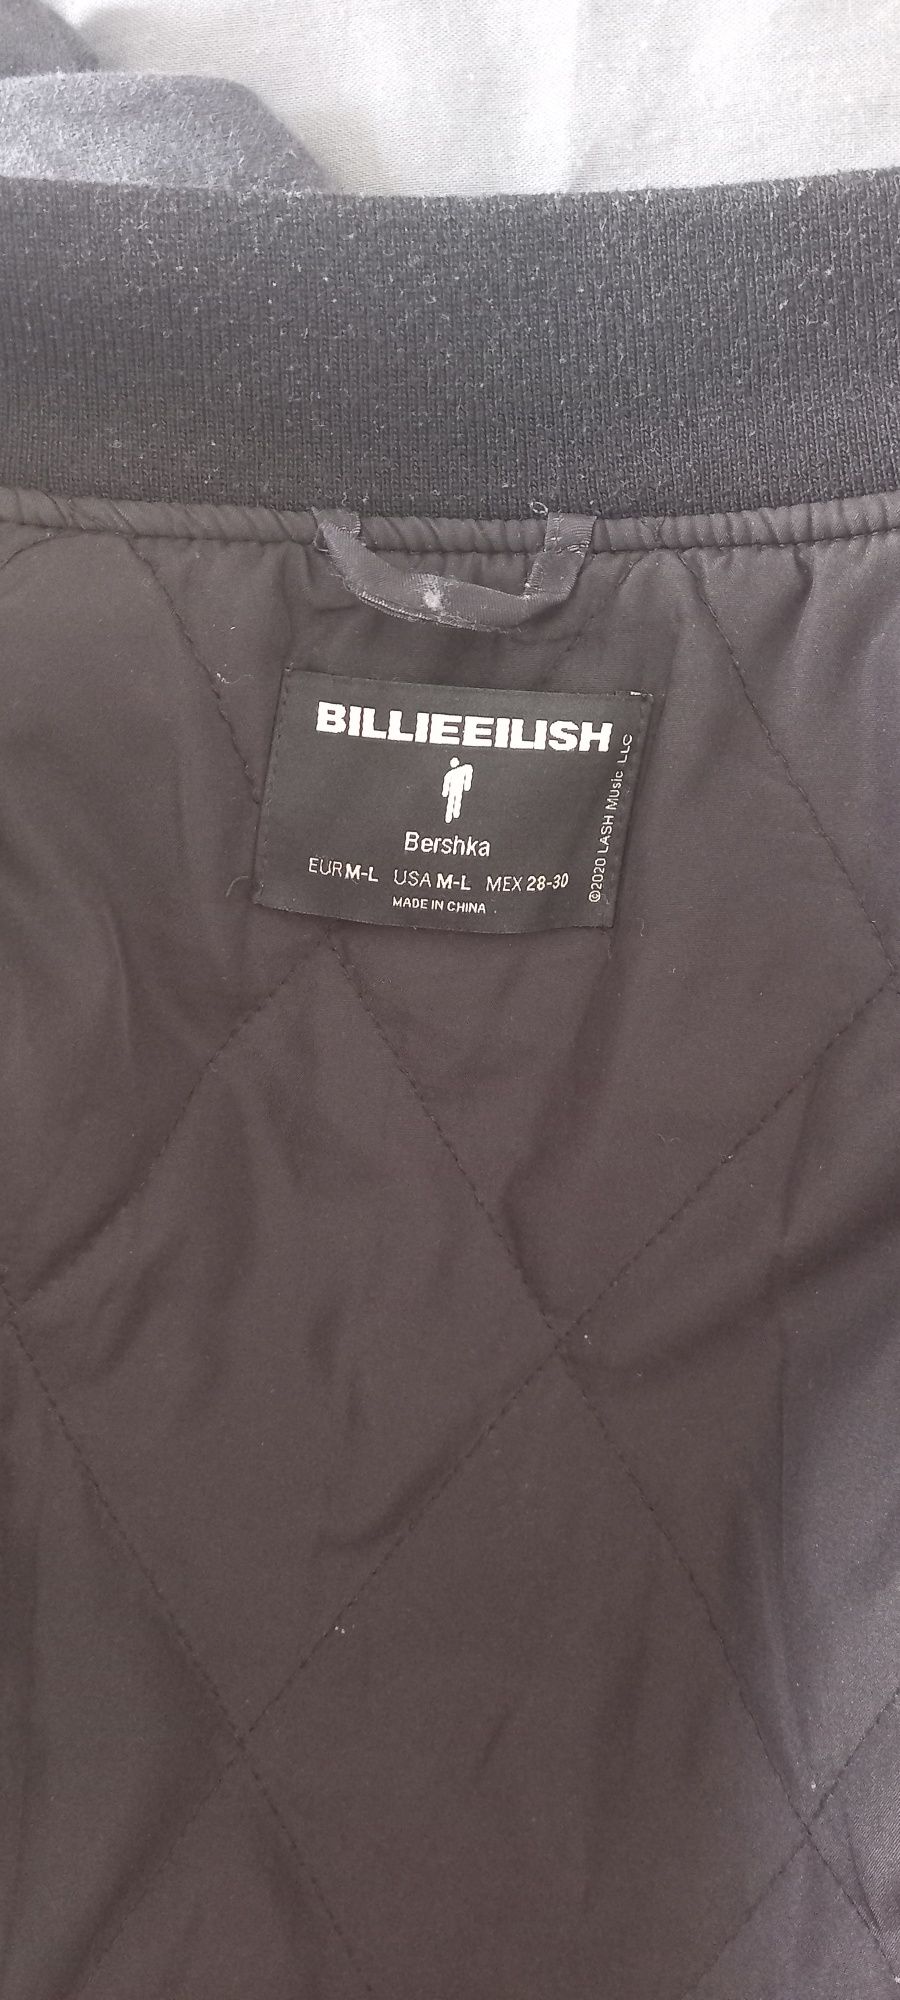 BILLIEEILISH
Bershka
EUR M-L USA M-L MEX 28-30
MADE IN CHINA
©2020 LASH Music LLC